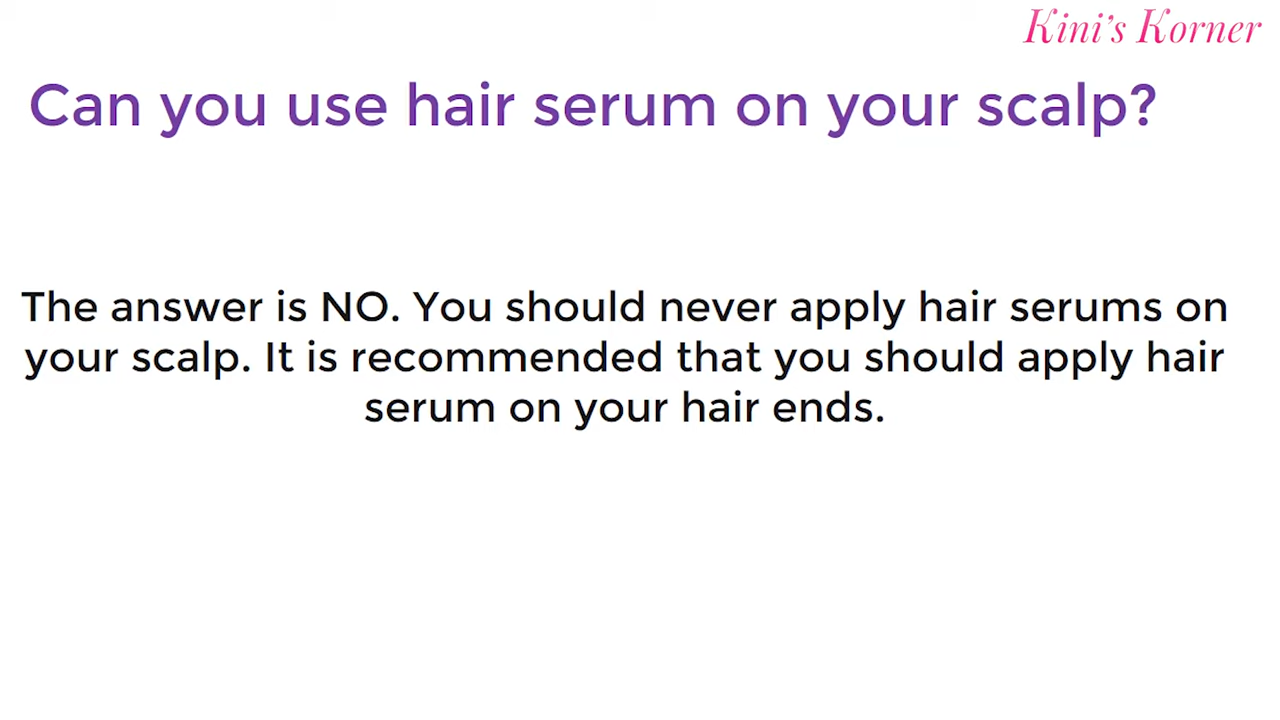 Kini's Korner
Can you use hair serum on your scalp?
The answer is NO. You should never apply hair serums on
your scalp. It is recommended that you should apply hair
serum on your hair ends.